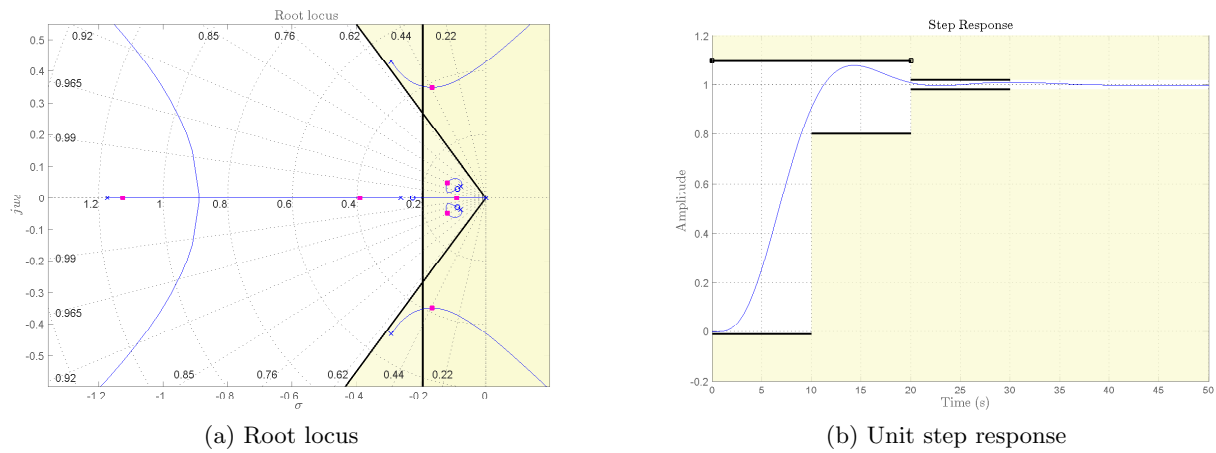 Root locus
0.92 0.85 0.76 0.62 0.44 0.22
0.5
0.965
0.4
0.3
0.99
0.2
0.1
0
1.2 1 0.8 0.6 0.4 0.2
-0.1
0.99
-0.2
-0.3
0.965
-0.4
-0.5
0.92 0.85 0.76 0.62 0.44 0.22
-1.2 -1 -0.8 -0.6 -0.4 -0.2 0
jω
σ
(a) Root locus
Step Response
1.2
1
0.8
0.6
0.4
0.2
0
-0.2
0 5 10 15 20 25 30 35 40 45 50
Amplitude
Time (s)
(b) Unit step response